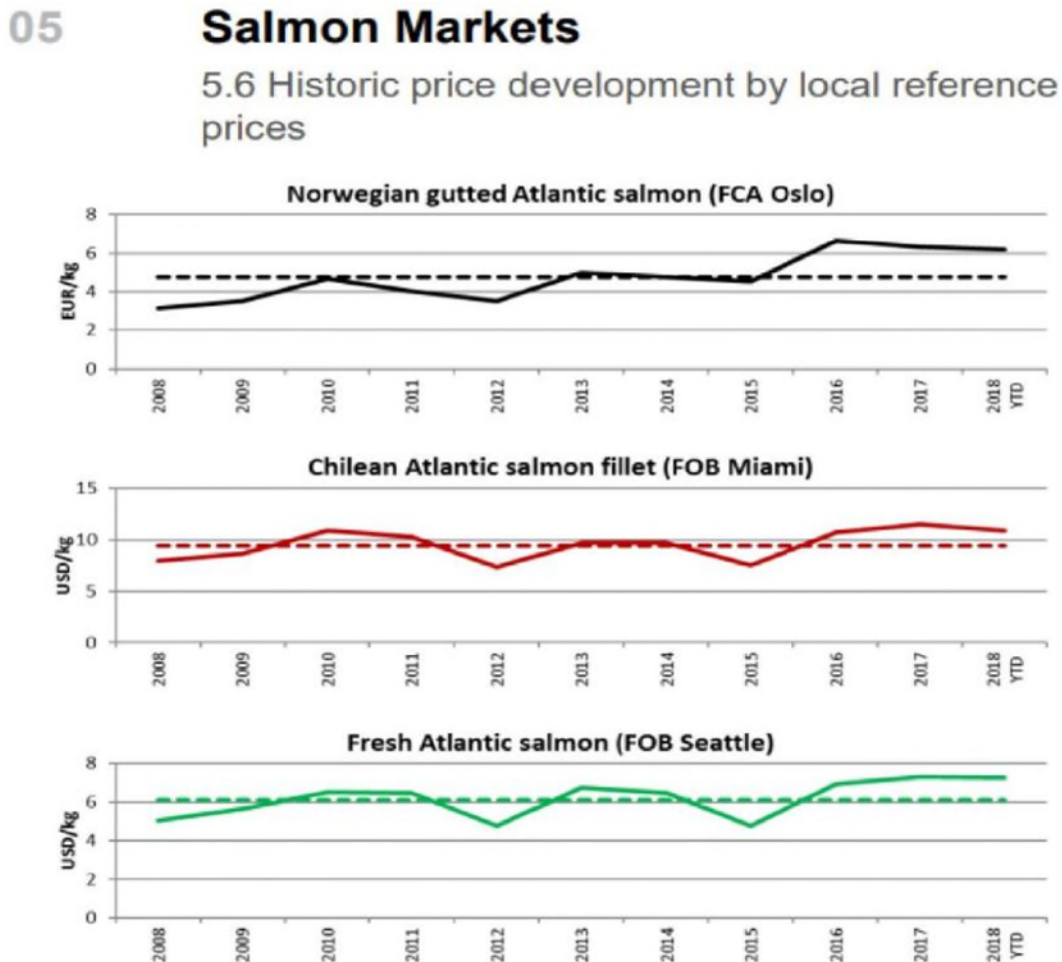 05
Salmon Markets
5.6 Historic price development by local reference
prices
Norwegian gutted Atlantic salmon (FCA Oslo)
8
6
4
2
0
EUR/kg
2008 2009 2010 2011 2012 2013 2014 2015 2016 2017 2018
YTD
Chilean Atlantic salmon fillet (FOB Miami)
15
10
5
0
USD/kg
2008 2009 2010 2011 2012 2013 2014 2015 2016 2017 2018
YTD
Fresh Atlantic salmon (FOB Seattle)
8
6
4
2
0
USD/kg
2008 2009 2010 2011 2012 2013 2014 2015 2016 2017 2018
YTD